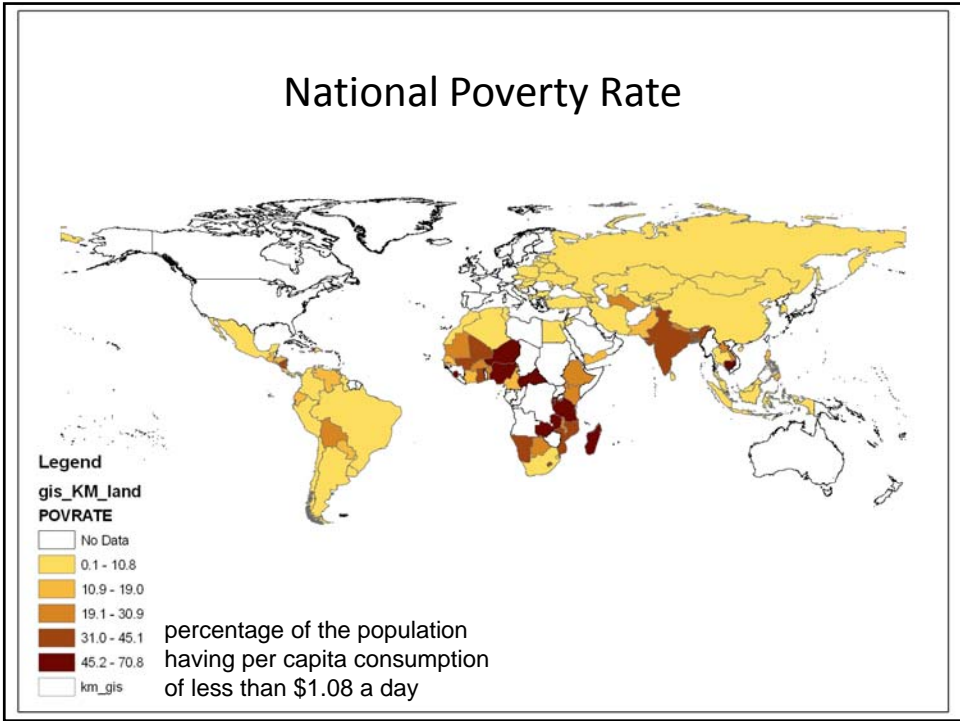 National Poverty Rate
Legend
gis_KM_land
POVRATE
No Data
0.1 - 10.8
10.9 - 19.0
19.1 - 30.9
31.0 - 45.1
45.2 - 70.8
km_gis
percentage of the population
having per capita consumption
of less than $1.08 a day